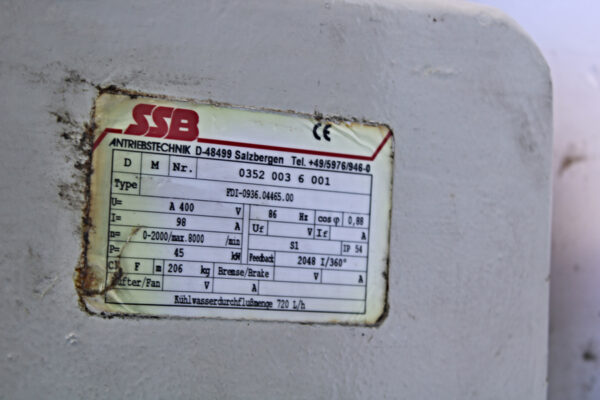 SSB
CE
ANTRIEBSTECHNIK D-48499 Salzbergen Tel. +49/5976/946-0
D M Nr. 0352 003 6 001
Type FDI-0936.04465.00
U= A 400 V 86 Hz cos φ 0,88
I= 98 A Uf V If A
n= 0-2000/max.8000 /min S1 IP 54
P= 45 kW Feedback 2048 I/360°
F m 206 kg Bremse/Brake V A
Lüfter/Fan V A
Kühlwasserdurchflußmenge 720 L/h